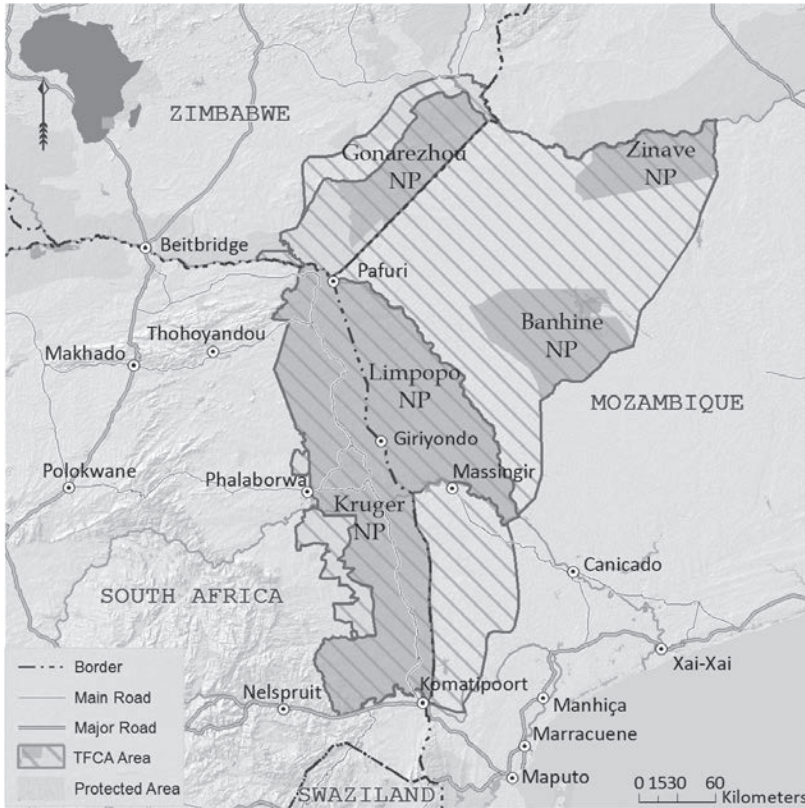 ZIMBABWE
Gonarezhou
NP
Zinave
NP
Beitbridge
Pafuri
Thohoyandou
Makhado
Banhine
NP
Limpopo
NP
MOZAMBIQUE
Giriyondo
Polokwane
Phalaborwa
Massingir
Kruger
NP
Canicado
SOUTH AFRICA
Xai-Xai
Border
Main Road
Major Road
TFCA Area
Protected Area
Nelspruit
Komatipoort
Manhiça
Marracuene
Maputo
SWAZILAND
0 1530 60
Kilometers